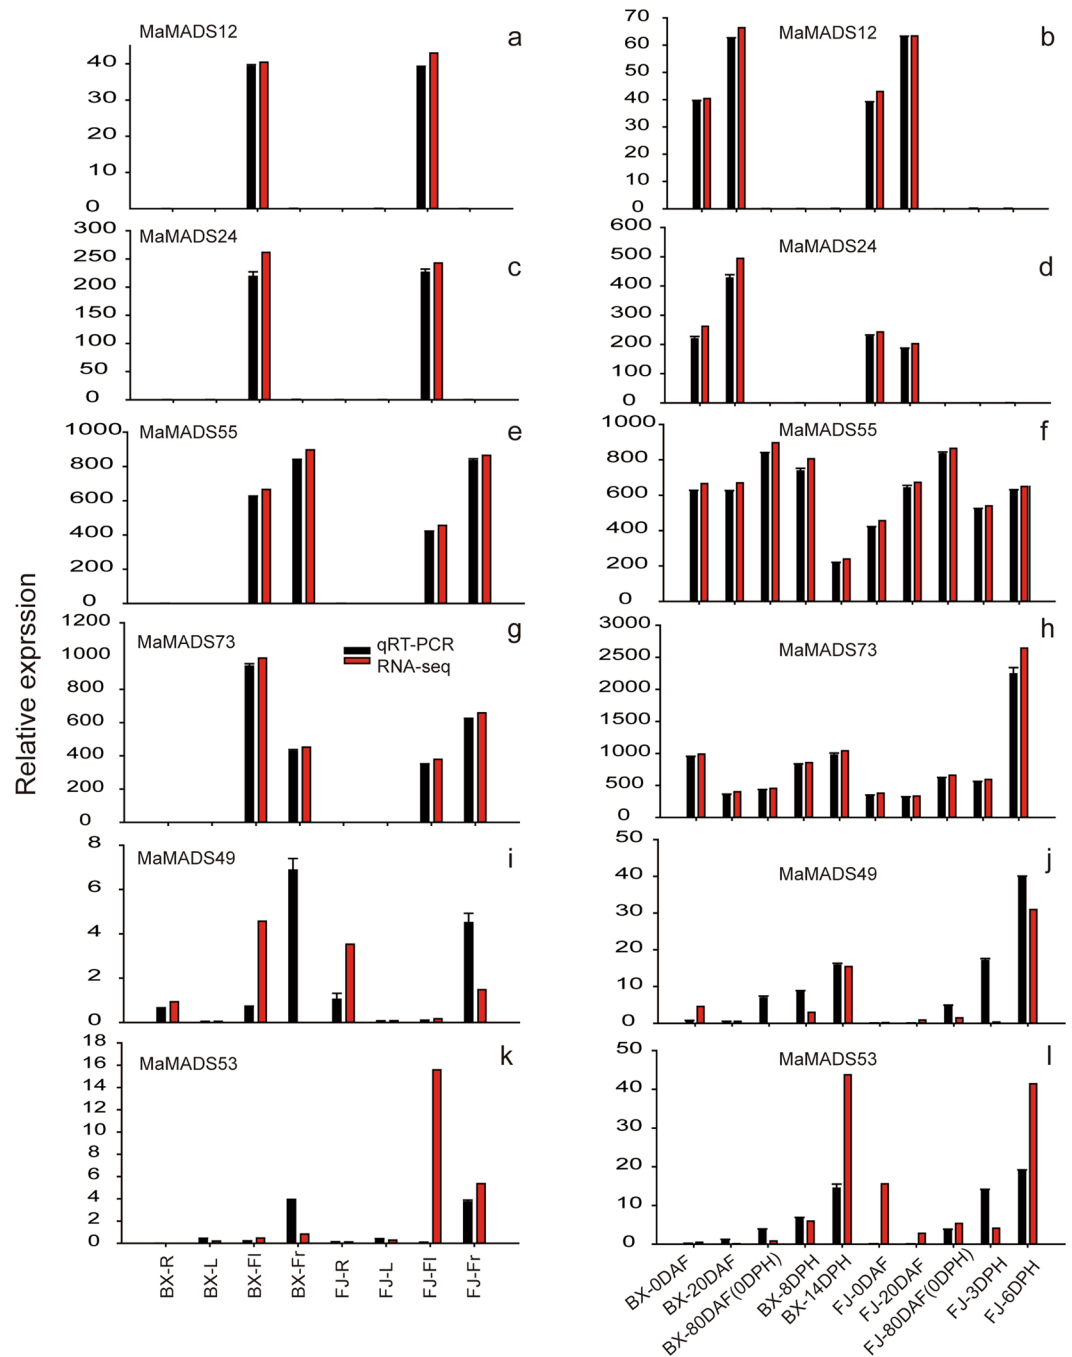 Relative exprssion
MaMADS12
a
40
30
20
10
0
MaMADS12
b
70
60
50
40
30
20
10
0
MaMADS24
c
300
250
200
150
100
50
0
MaMADS24
d
600
500
400
300
200
100
0
MaMADS55
e
1000
800
600
400
200
0
MaMADS55
f
1000
800
600
400
200
0
MaMADS73
g
qRT-PCR
RNA-seq
1200
1000
800
600
400
200
0
MaMADS73
h
3000
2500
2000
1500
1000
500
0
MaMADS49
i
8
6
4
2
0
MaMADS49
j
50
40
30
20
10
0
MaMADS53
k
18
16
14
12
10
8
6
4
2
0
BX-R
BX-L
BX-Fl
BX-Fr
FJ-R
FJ-L
FJ-Fl
FJ-Fr
MaMADS53
l
50
40
30
20
10
0
BX-0DAF
BX-20DAF
BX-80DAF(0DPH)
BX-8DPH
BX-14DPH
FJ-0DAF
FJ-20DAF
FJ-80DAF(0DPH)
FJ-3DPH
FJ-6DPH